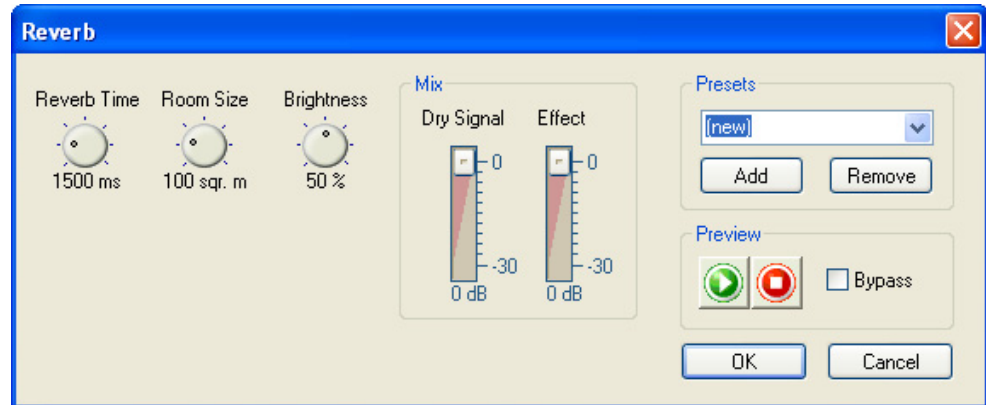 Reverb
Reverb Time Room Size Brightness
1500 ms 100 sqr. m 50 %
Mix
Dry Signal Effect
0 0
-30 -30
0 dB 0 dB
Presets
(new)
Add Remove
Preview
Bypass
OK Cancel